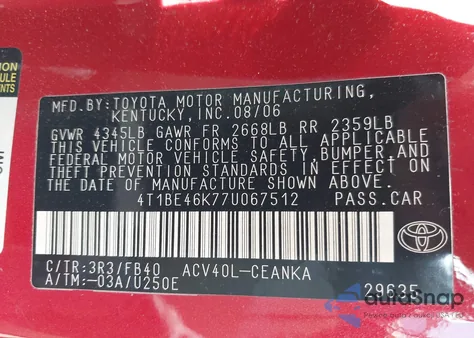 MFD. BY: TOYOTA MOTOR MANUFACTURING,
KENTUCKY, INC. 08/06
GVWR 4345LB GAWR FR 2668LB RR 2359LB
THIS VEHICLE CONFORMS TO ALL APPLICABLE
FEDERAL MOTOR VEHICLE SAFETY, BUMPER, AND
THEFT PREVENTION STANDARDS IN EFFECT ON
THE DATE OF MANUFACTURE SHOWN ABOVE.
4T1BE46K77U067512 PASS. CAR
C/TR:3R3/FB40 ACV40L-CEANKA
A/TM:-03A/U250E 29635
TOYOTA
autoSnap